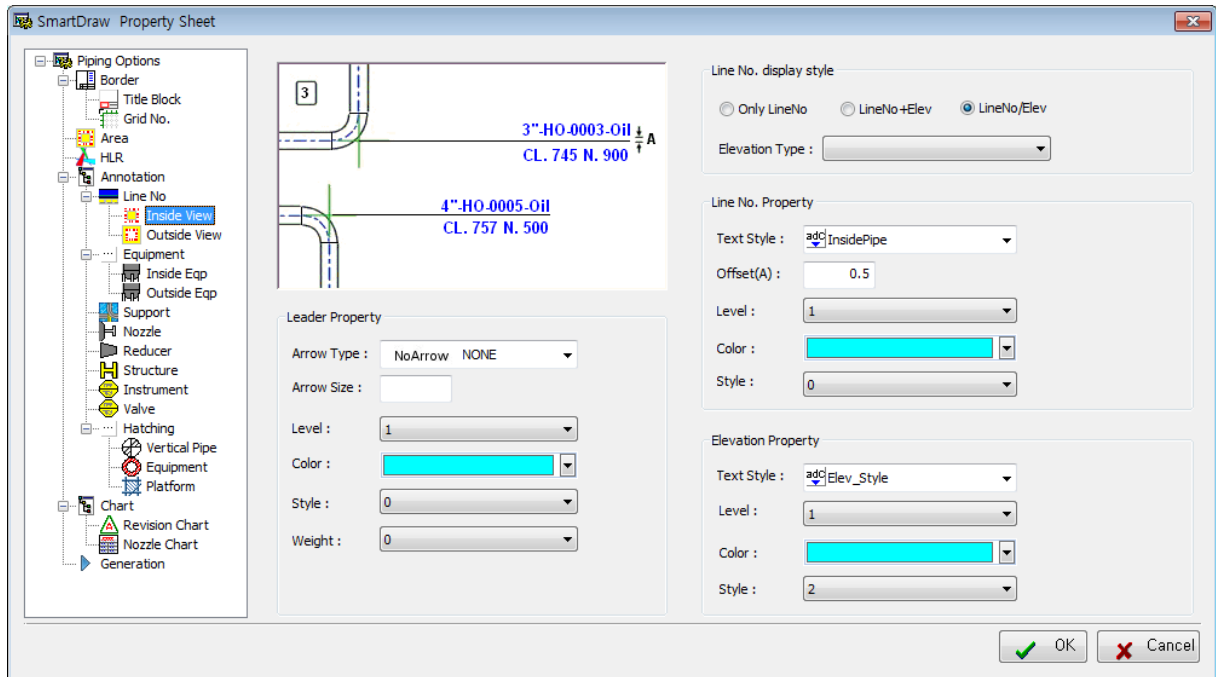 SmartDraw Property Sheet
Piping Options
Border
Title Block
Grid No.
Area
HLR
Annotation
Line No
Inside View
Outside View
Equipment
Inside Eqp
Outside Eqp
Support
Nozzle
Reducer
Structure
Instrument
Valve
Hatching
Vertical Pipe
Equipment
Platform
Chart
Revision Chart
Nozzle Chart
Generation
3
3"-HO-0003-Oil
A
CL. 745 N. 900
4"-HO-0005-Oil
CL. 757 N. 500
Leader Property
Arrow Type : NoArrow NONE
Arrow Size :
Level : 1
Color :
Style : 0
Weight : 0
Line No. display style
Only LineNo LineNo+Elev LineNo/Elev
Elevation Type :
Line No. Property
Text Style : adc InsidePipe
Offset(A) : 0.5
Level : 1
Color :
Style : 0
Elevation Property
Text Style : adc Elev_Style
Level : 1
Color :
Style : 2
OK Cancel